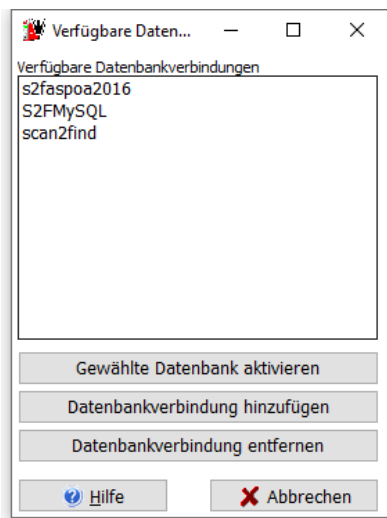 Verfügbare Daten...
Verfügbare Datenbankverbindungen
s2faspoa2016
S2FMySQL
scan2find
Gewählte Datenbank aktivieren
Datenbankverbindung hinzufügen
Datenbankverbindung entfernen
Hilfe
Abbrechen